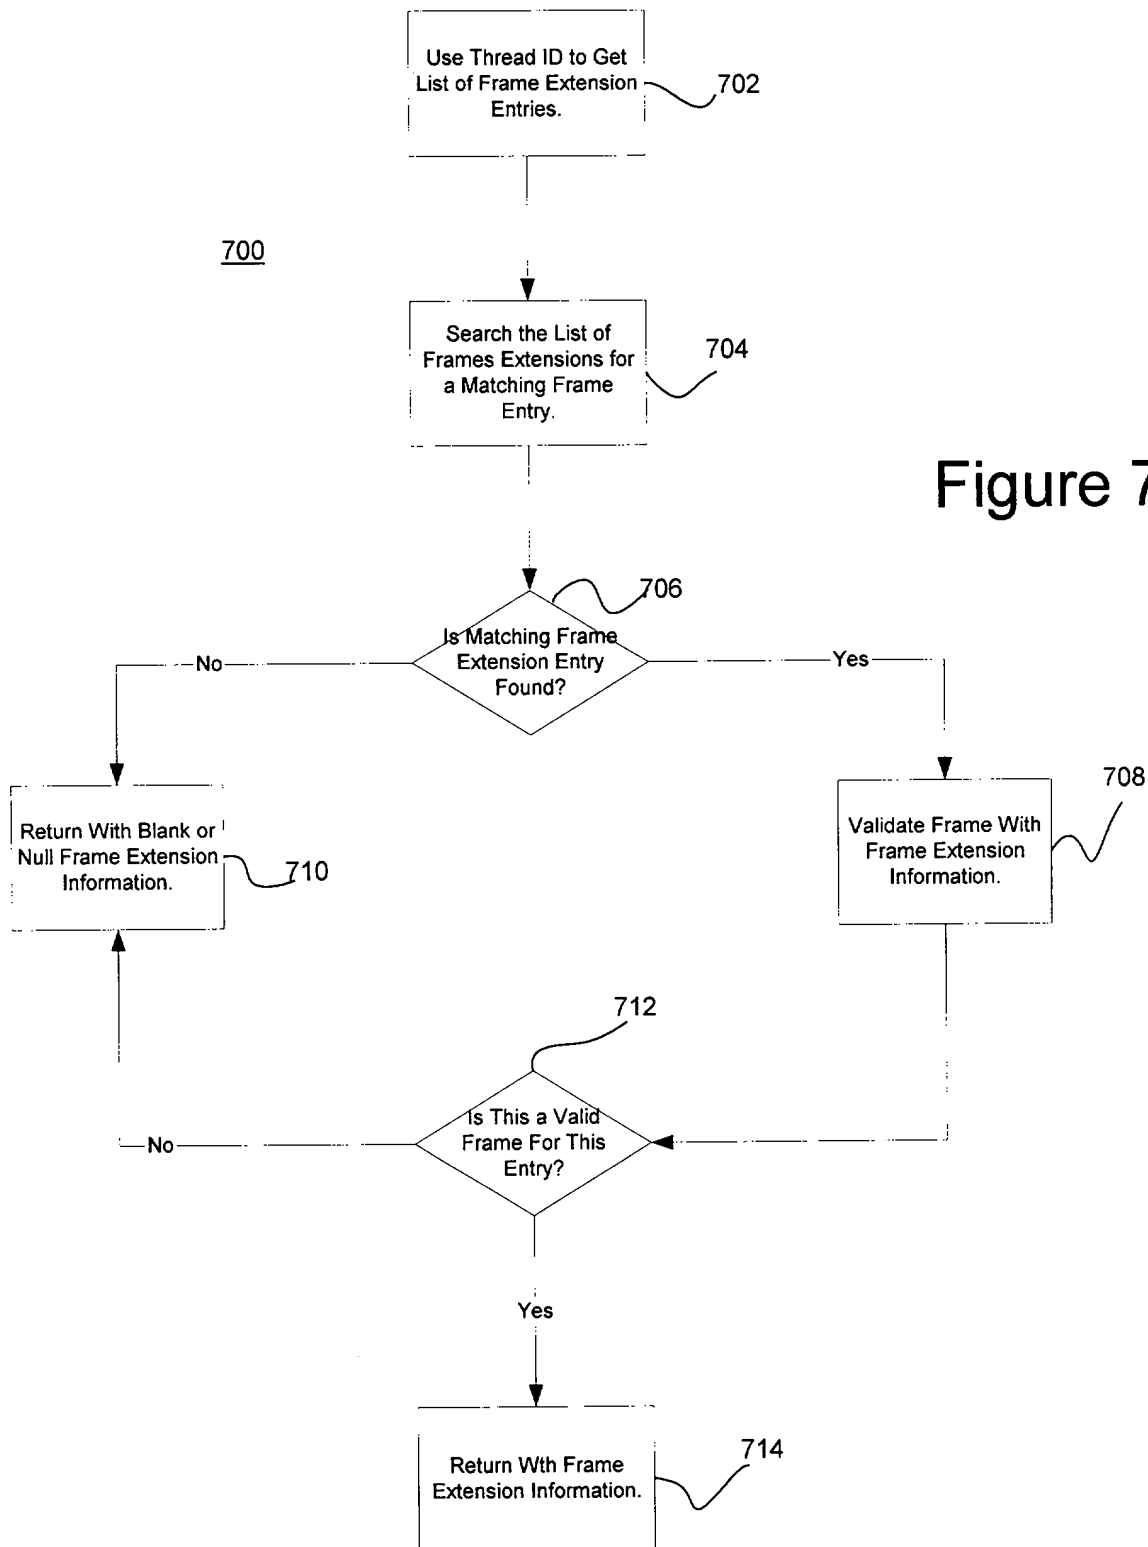 Use Thread ID to Get
List of Frame Extension
Entries.
702
700
Search the List of
Frames Extensions for
a Matching Frame
Entry.
704
Figure 7
706
Is Matching Frame
Extension Entry
Found?
No
Yes
Return With Blank or
Null Frame Extension
Information.
710
Validate Frame With
Frame Extension
Information.
708
712
Is This a Valid
Frame For This
Entry?
No
Yes
Return Wth Frame
Extension Information.
714